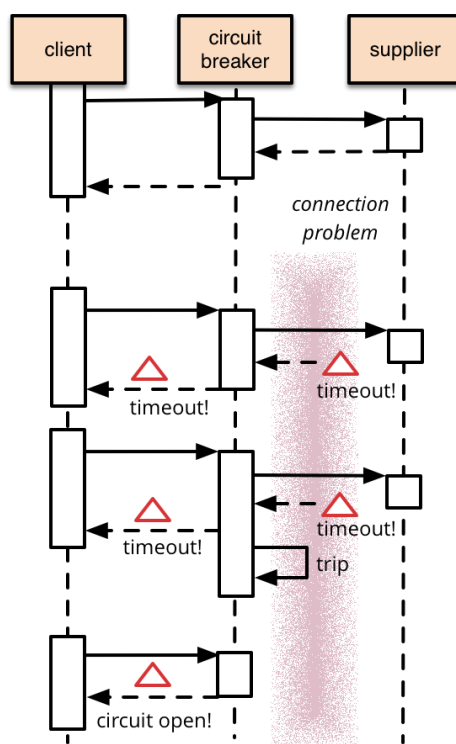 client
circuit
breaker
supplier
connection
problem
timeout!
timeout!
timeout!
timeout!
trip
circuit open!